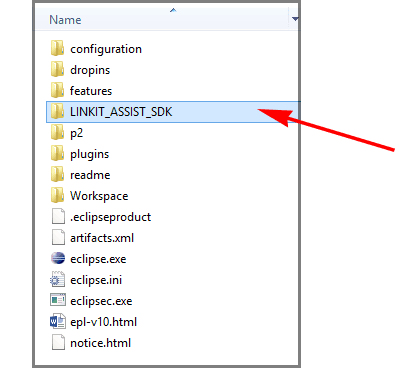 Name
configuration
dropins
features
LINKIT_ASSIST_SDK
p2
plugins
readme
Workspace
.eclipseproduct
artifacts.xml
eclipse.exe
eclipse.ini
eclipsec.exe
epl-v10.html
notice.html